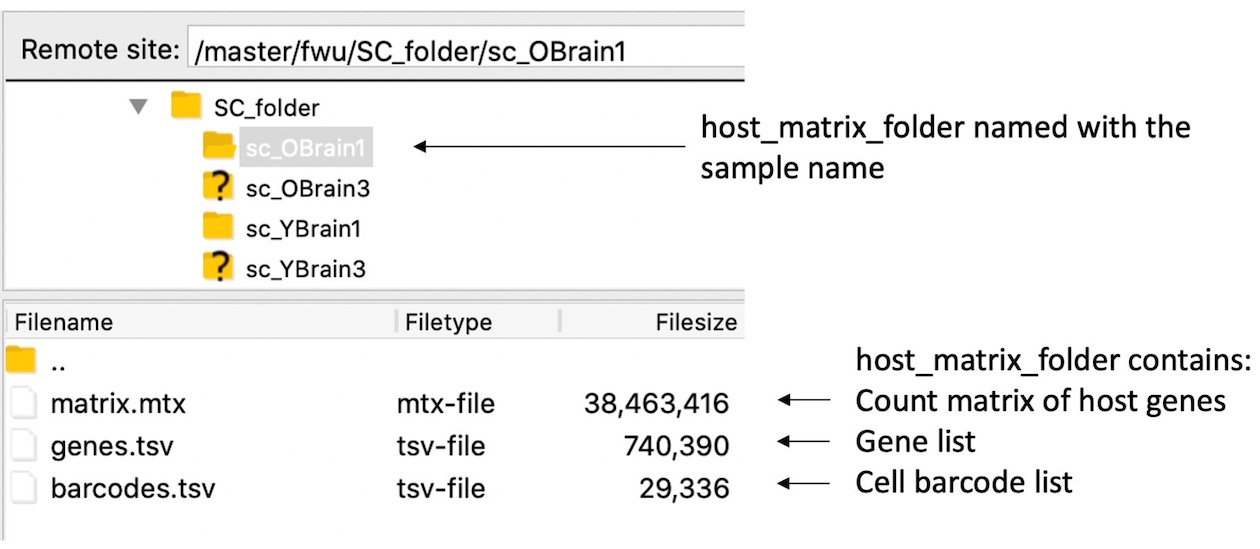 Remote site: /master/fwu/SC_folder/sc_OBrain1
SC_folder
sc_OBrain1
? sc_OBrain3
sc_YBrain1
? sc_YBrain3
host_matrix_folder named with the
sample name
Filename Filetype Filesize
..
matrix.mtx mtx-file 38,463,416
genes.tsv tsv-file 740,390
barcodes.tsv tsv-file 29,336
host_matrix_folder contains:
Count matrix of host genes
Gene list
Cell barcode list